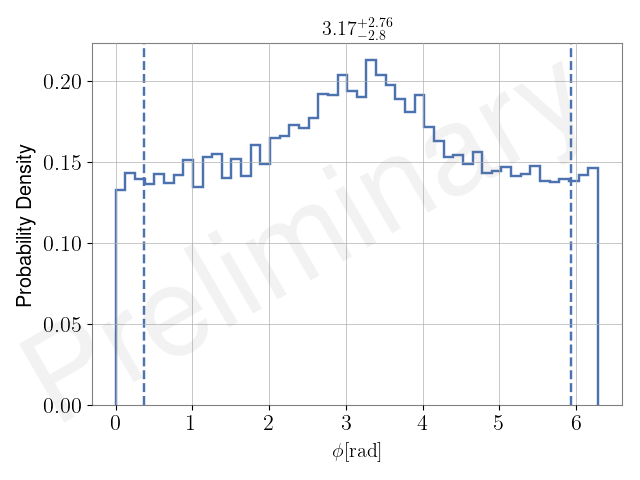 3.17^{+2.76}_{-2.8}
Probability Density
0.20
0.15
0.10
0.05
0.00
Preliminary
0 1 2 3 4 5 6
ϕ[rad]